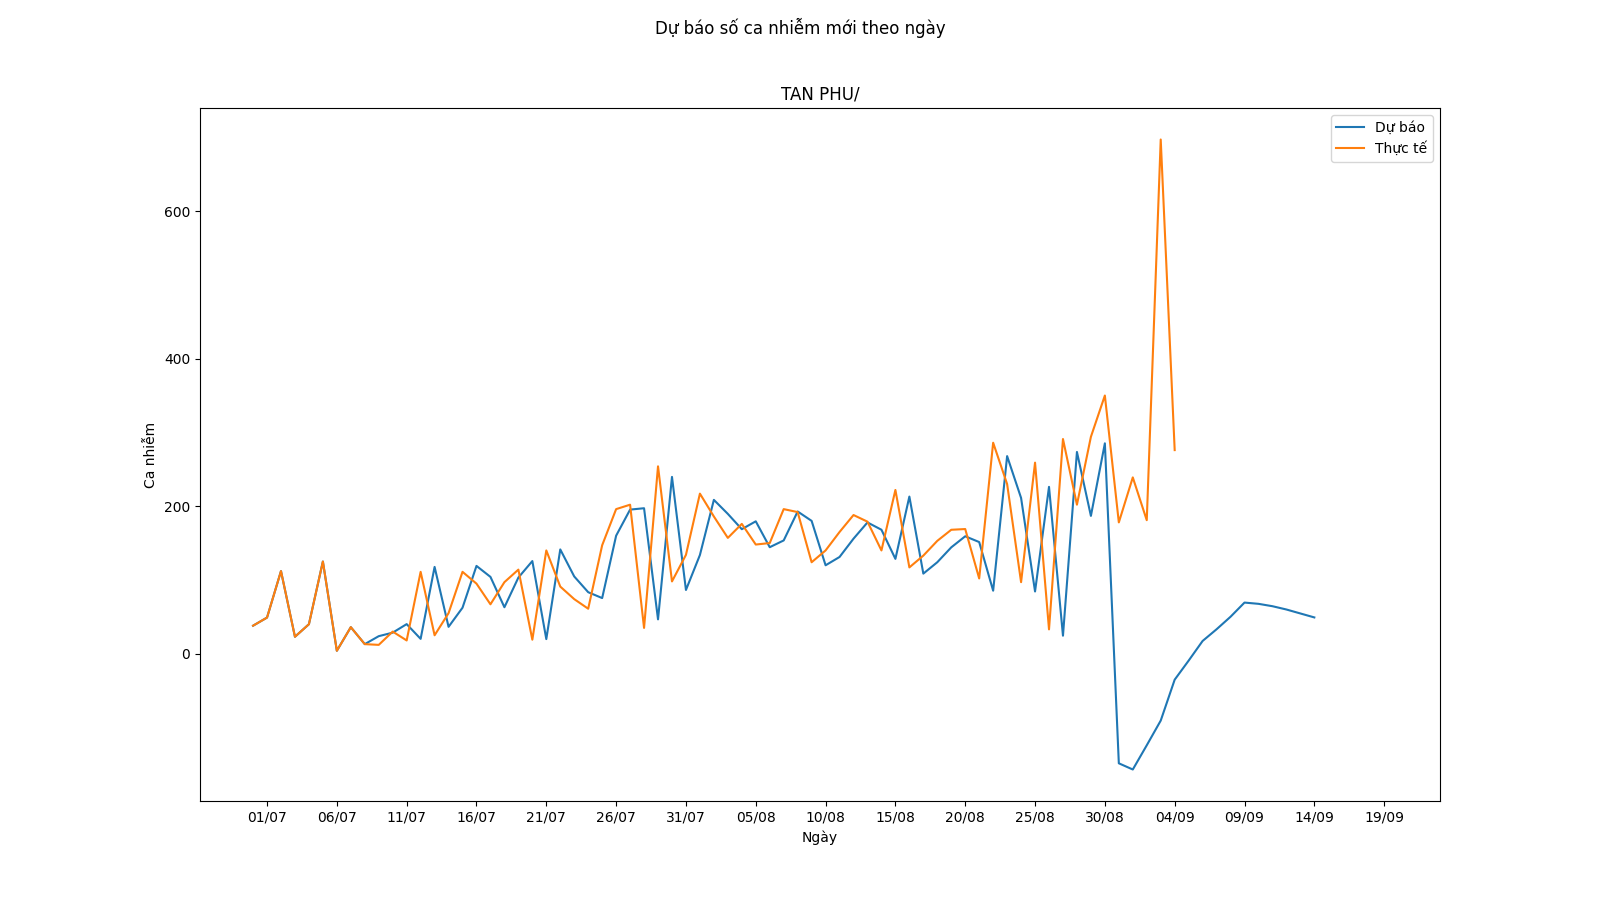 Dự báo số ca nhiễm mới theo ngày
TAN PHU/
Dự báo
Thực tế
600
400
200
0
Ca nhiễm
01/07 06/07 11/07 16/07 21/07 26/07 31/07 05/08 10/08 15/08 20/08 25/08 30/08 04/09 09/09 14/09 19/09
Ngày